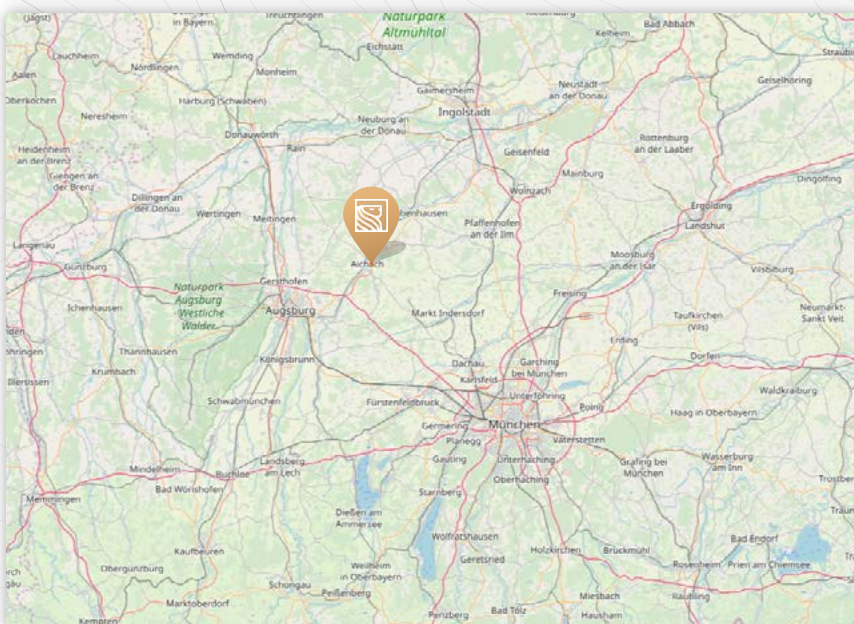 (Jagst)
in Bayern
Treuchtlingen
Naturpark
Altmühltal
Eichstätt
Kelheim
Bad Abbach
Lauchheim
Wemding
Nördlingen
Monheim
Aalen
Gaimersheim
Neustadt
an der Donau
Geiselhöring
Oberkochen
Harburg (Schwaben)
Neresheim
Neuburg an
der Donau
Ingolstadt
Donauwörth
Rain
Rottenburg
an der Laaber
Heidenheim
an der Brenz
Geisenfeld
Giengen an
der Brenz
Mainburg
Dingolfing
Dillingen an
der Donau
Wertingen
Meitingen
Wolnzach
Pfaffenhofen
an der Ilm
Ergolding
Landshut
Langenau
Günzburg
Aichach
Moosburg
an der Isar
Vilsbiburg
Gersthofen
Naturpark
Augsburg
Westliche
Wälder
Freising
Ichenhausen
Augsburg
Markt Indersdorf
Taufkirchen
(Vils)
Neumarkt-
Sankt Veit
Erding
Thannhausen
Königsbrunn
Dachau
Garching
bei München
Dorfen
Krumbach
Karlsfeld
Illertissen
Unterföhring
Waldkraiburg
Schwabmünchen
Fürstenfeldbruck
Poing
Haag in Oberbayern
Germering
München
Planegg
Vaterstetten
Gauting
Unterhaching
Grafing bei
München
Wasserburg
am Inn
Mindelheim
Buchloe
Landsberg
am Lech
Oberhaching
Bad Wörishofen
Starnberg
Memmingen
Dießen am
Ammersee
Wolfratshausen
Kaufbeuren
Geretsried
Holzkirchen
Bruckmühl
Bad Endorf
Obergünzburg
Weilheim
in Oberbayern
Rosenheim
Prien am Chiemsee
Schongau
Peißenberg
Marktoberdorf
Miesbach
Raubling
Kempten
Penzberg
Bad Tölz
Hausham